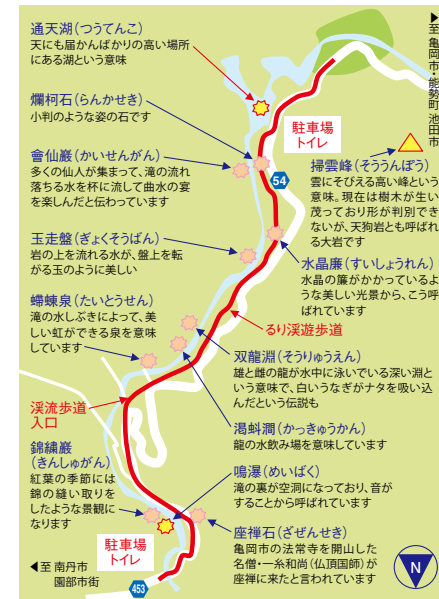 通天湖(つうてんこ)
天にも届かんばかりの高い場所
にある湖という意味
爛柯石(らんかせき)
小判のような姿の石です
會仙巌(かいせんがん)
多くの仙人が集まって、滝の流れ
落ちる水を杯に流して曲水の宴
を楽しんだと伝わっています
玉走盤(ぎょくそうばん)
岩の上を流れる水が、盤上を転
がる玉のように美しい
螮蝀泉(たいとうせん)
滝の水しぶきによって、美
しい虹ができる泉を意味
しています
渓流歩道
入口
錦繍巌
(きんしゅがん)
紅葉の季節には
錦の縫い取りを
したような景観に
なります
駐車場
トイレ
◀至 南丹市
園部市街
453
▶至 亀岡市・能勢町 池田市
駐車場
トイレ
54
掃雲峰(そううんぽう)
雲にそびえる高い峰という
意味。現在は樹木が生い
茂っており形が判別でき
ないが、天狗岩とも呼ばれ
る大岩です
水晶簾(すいしょうれん)
水晶の簾がかかっているよ
うな美しい光景から、こう呼
ばれています
るり渓遊歩道
双龍淵(そうりゅうえん)
雄と雌の龍が水中に泳いでいる深い淵と
いう意味で、白いうなぎがナタを吸い込
んだという伝説も
渇虯澗(かっきゅうかん)
龍の水飲み場を意味しています
鳴瀑(めいばく)
滝の裏が空洞になっており、音が
することから呼ばれています
座禅石(ざぜんせき)
亀岡市の法常寺を開山した
名僧・一糸和尚(仏頂国師)が
座禅に来たと言われています
N